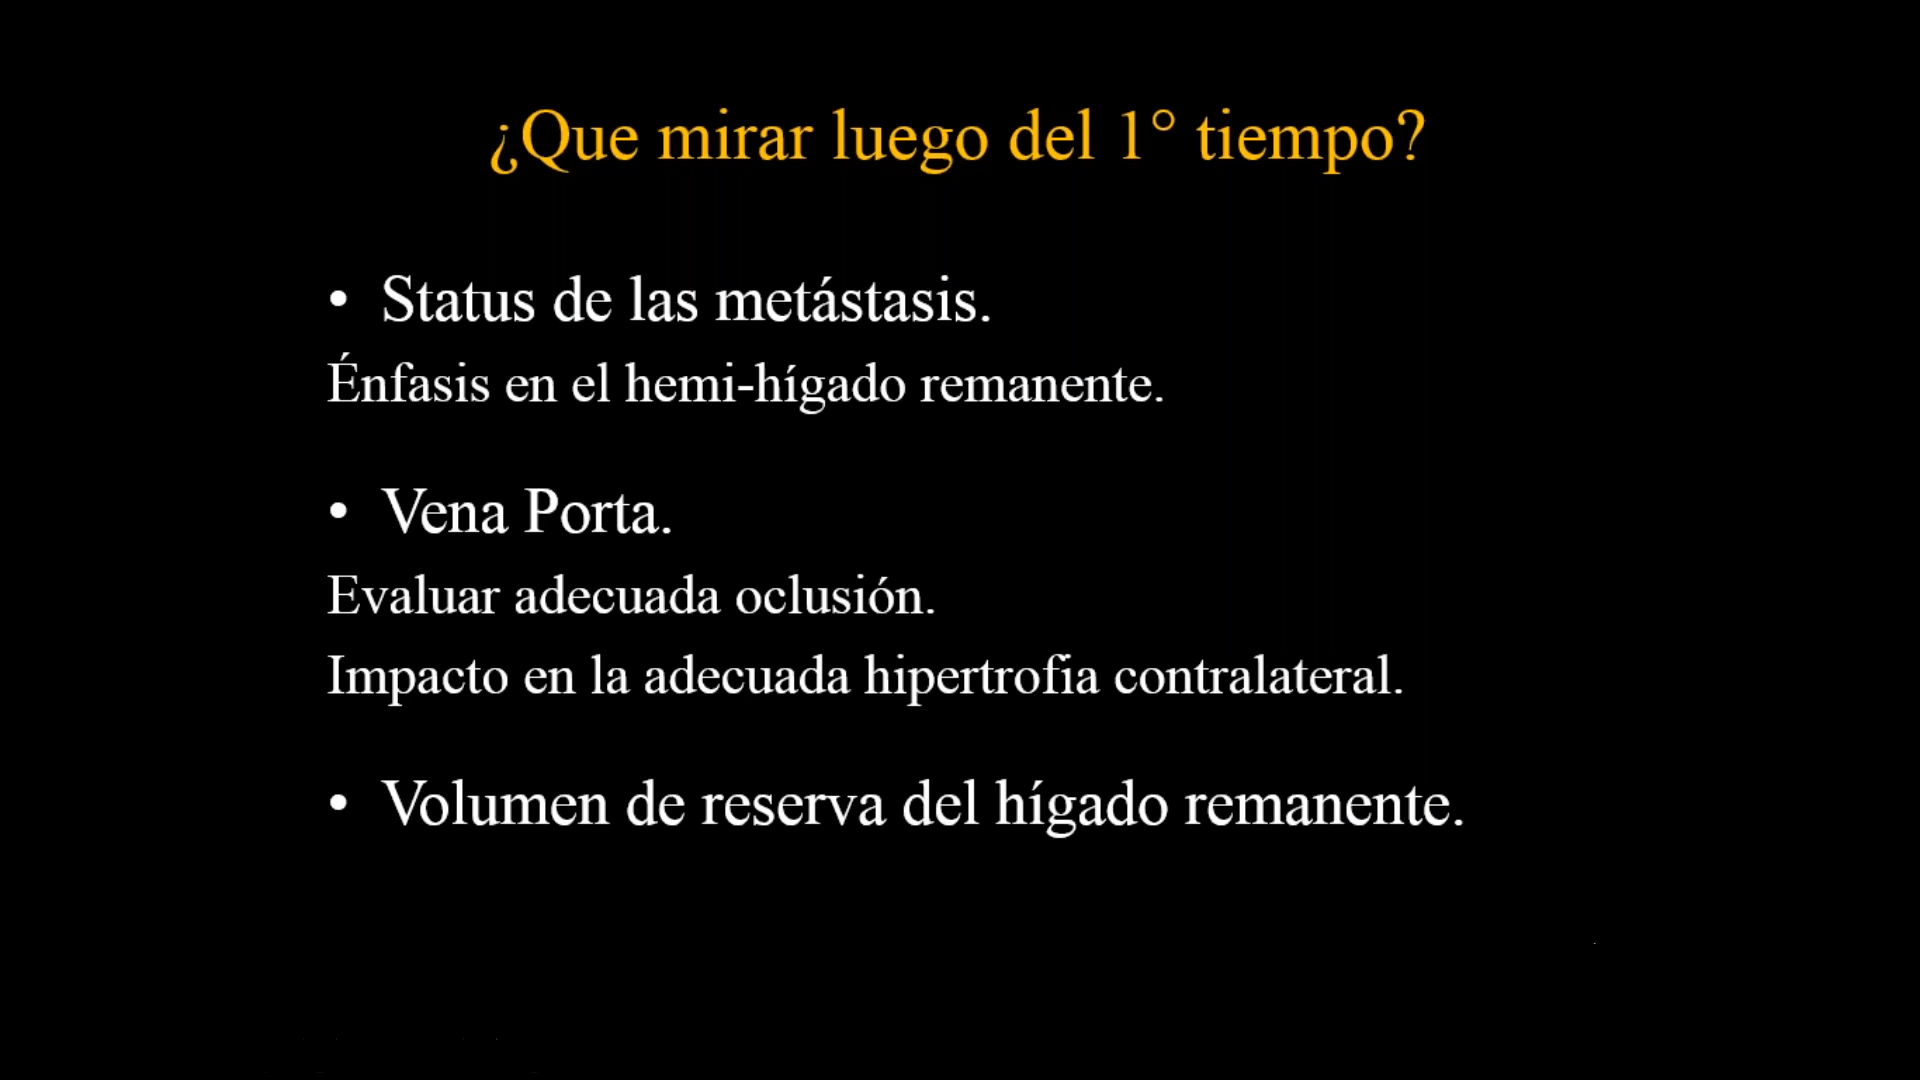 ¿Que mirar luego del 1° tiempo?
• Status de las metástasis.
Énfasis en el hemi-hígado remanente.
• Vena Porta.
Evaluar adecuada oclusión.
Impacto en la adecuada hipertrofia contralateral.
• Volumen de reserva del hígado remanente.